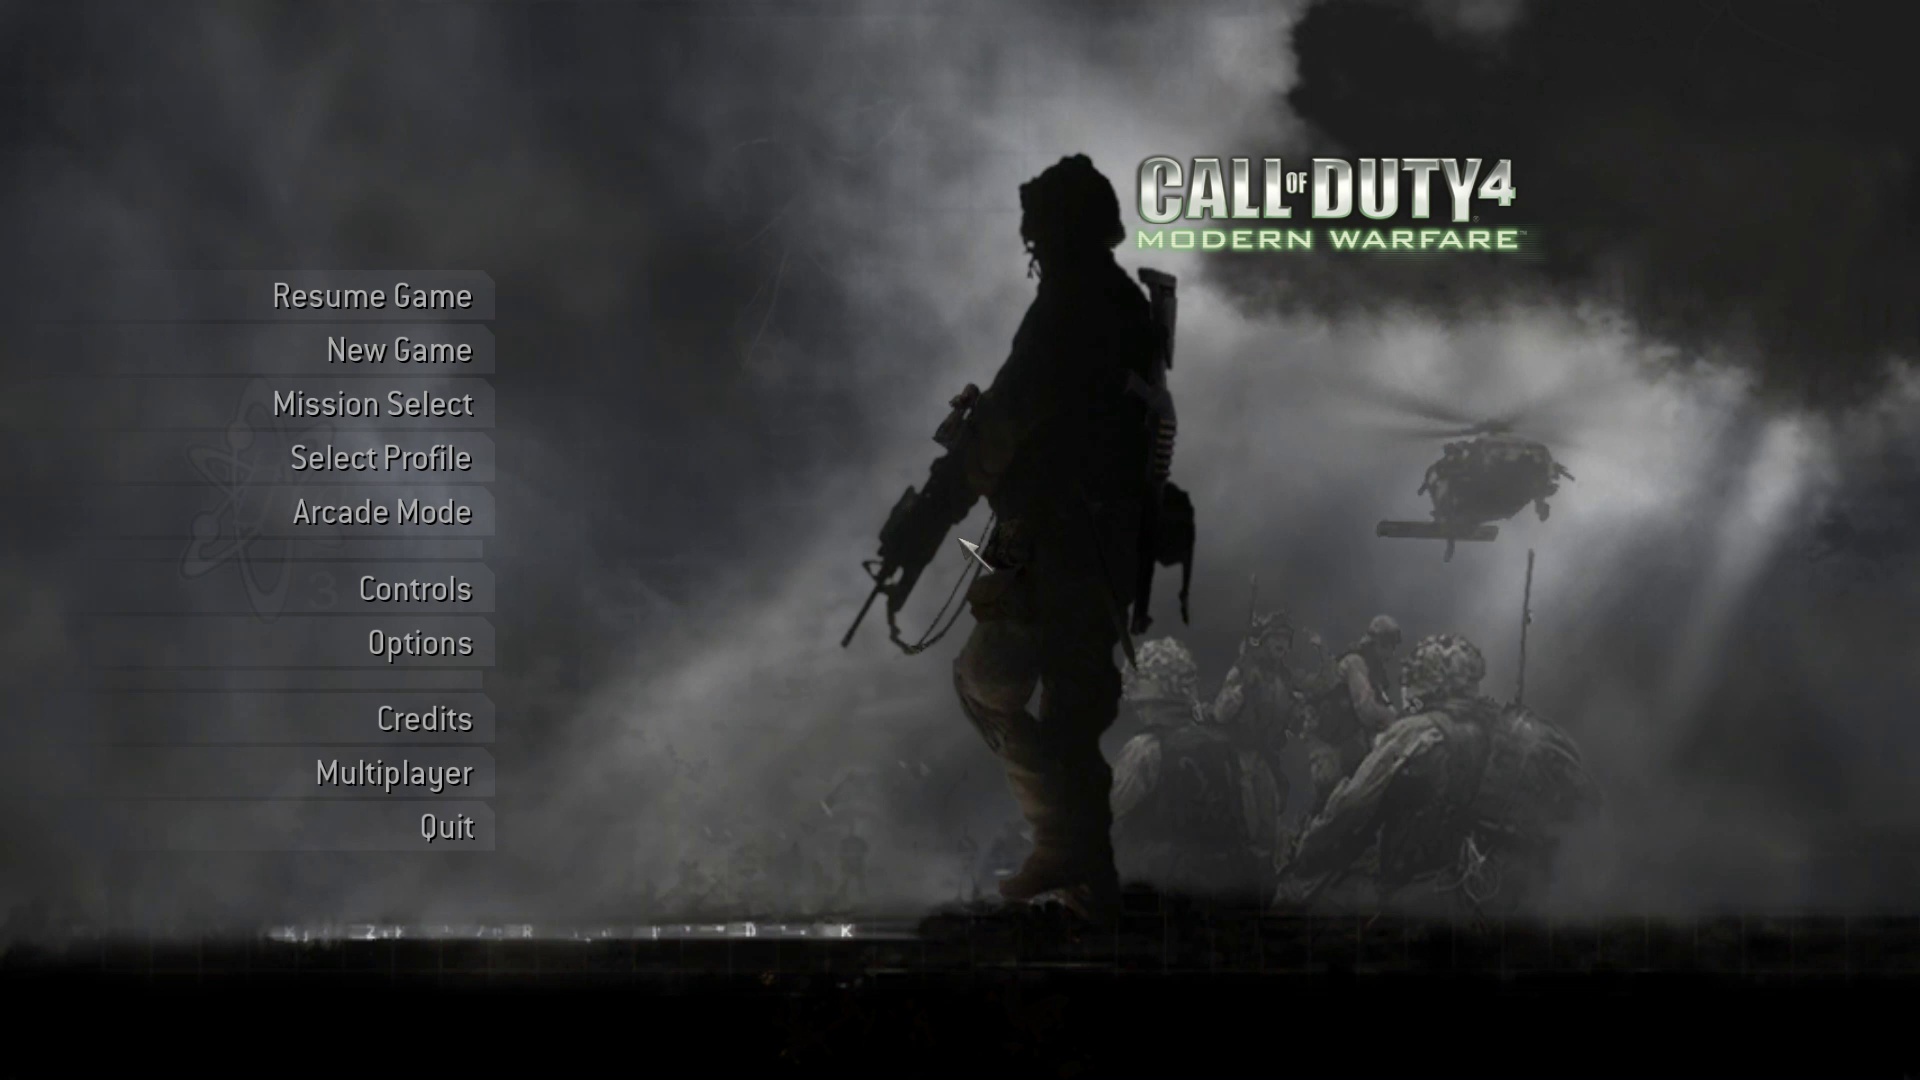 CALL OF DUTY 4
MODERN WARFARE™
Resume Game
New Game
Mission Select
Select Profile
Arcade Mode
Controls
Options
Credits
Multiplayer
Quit